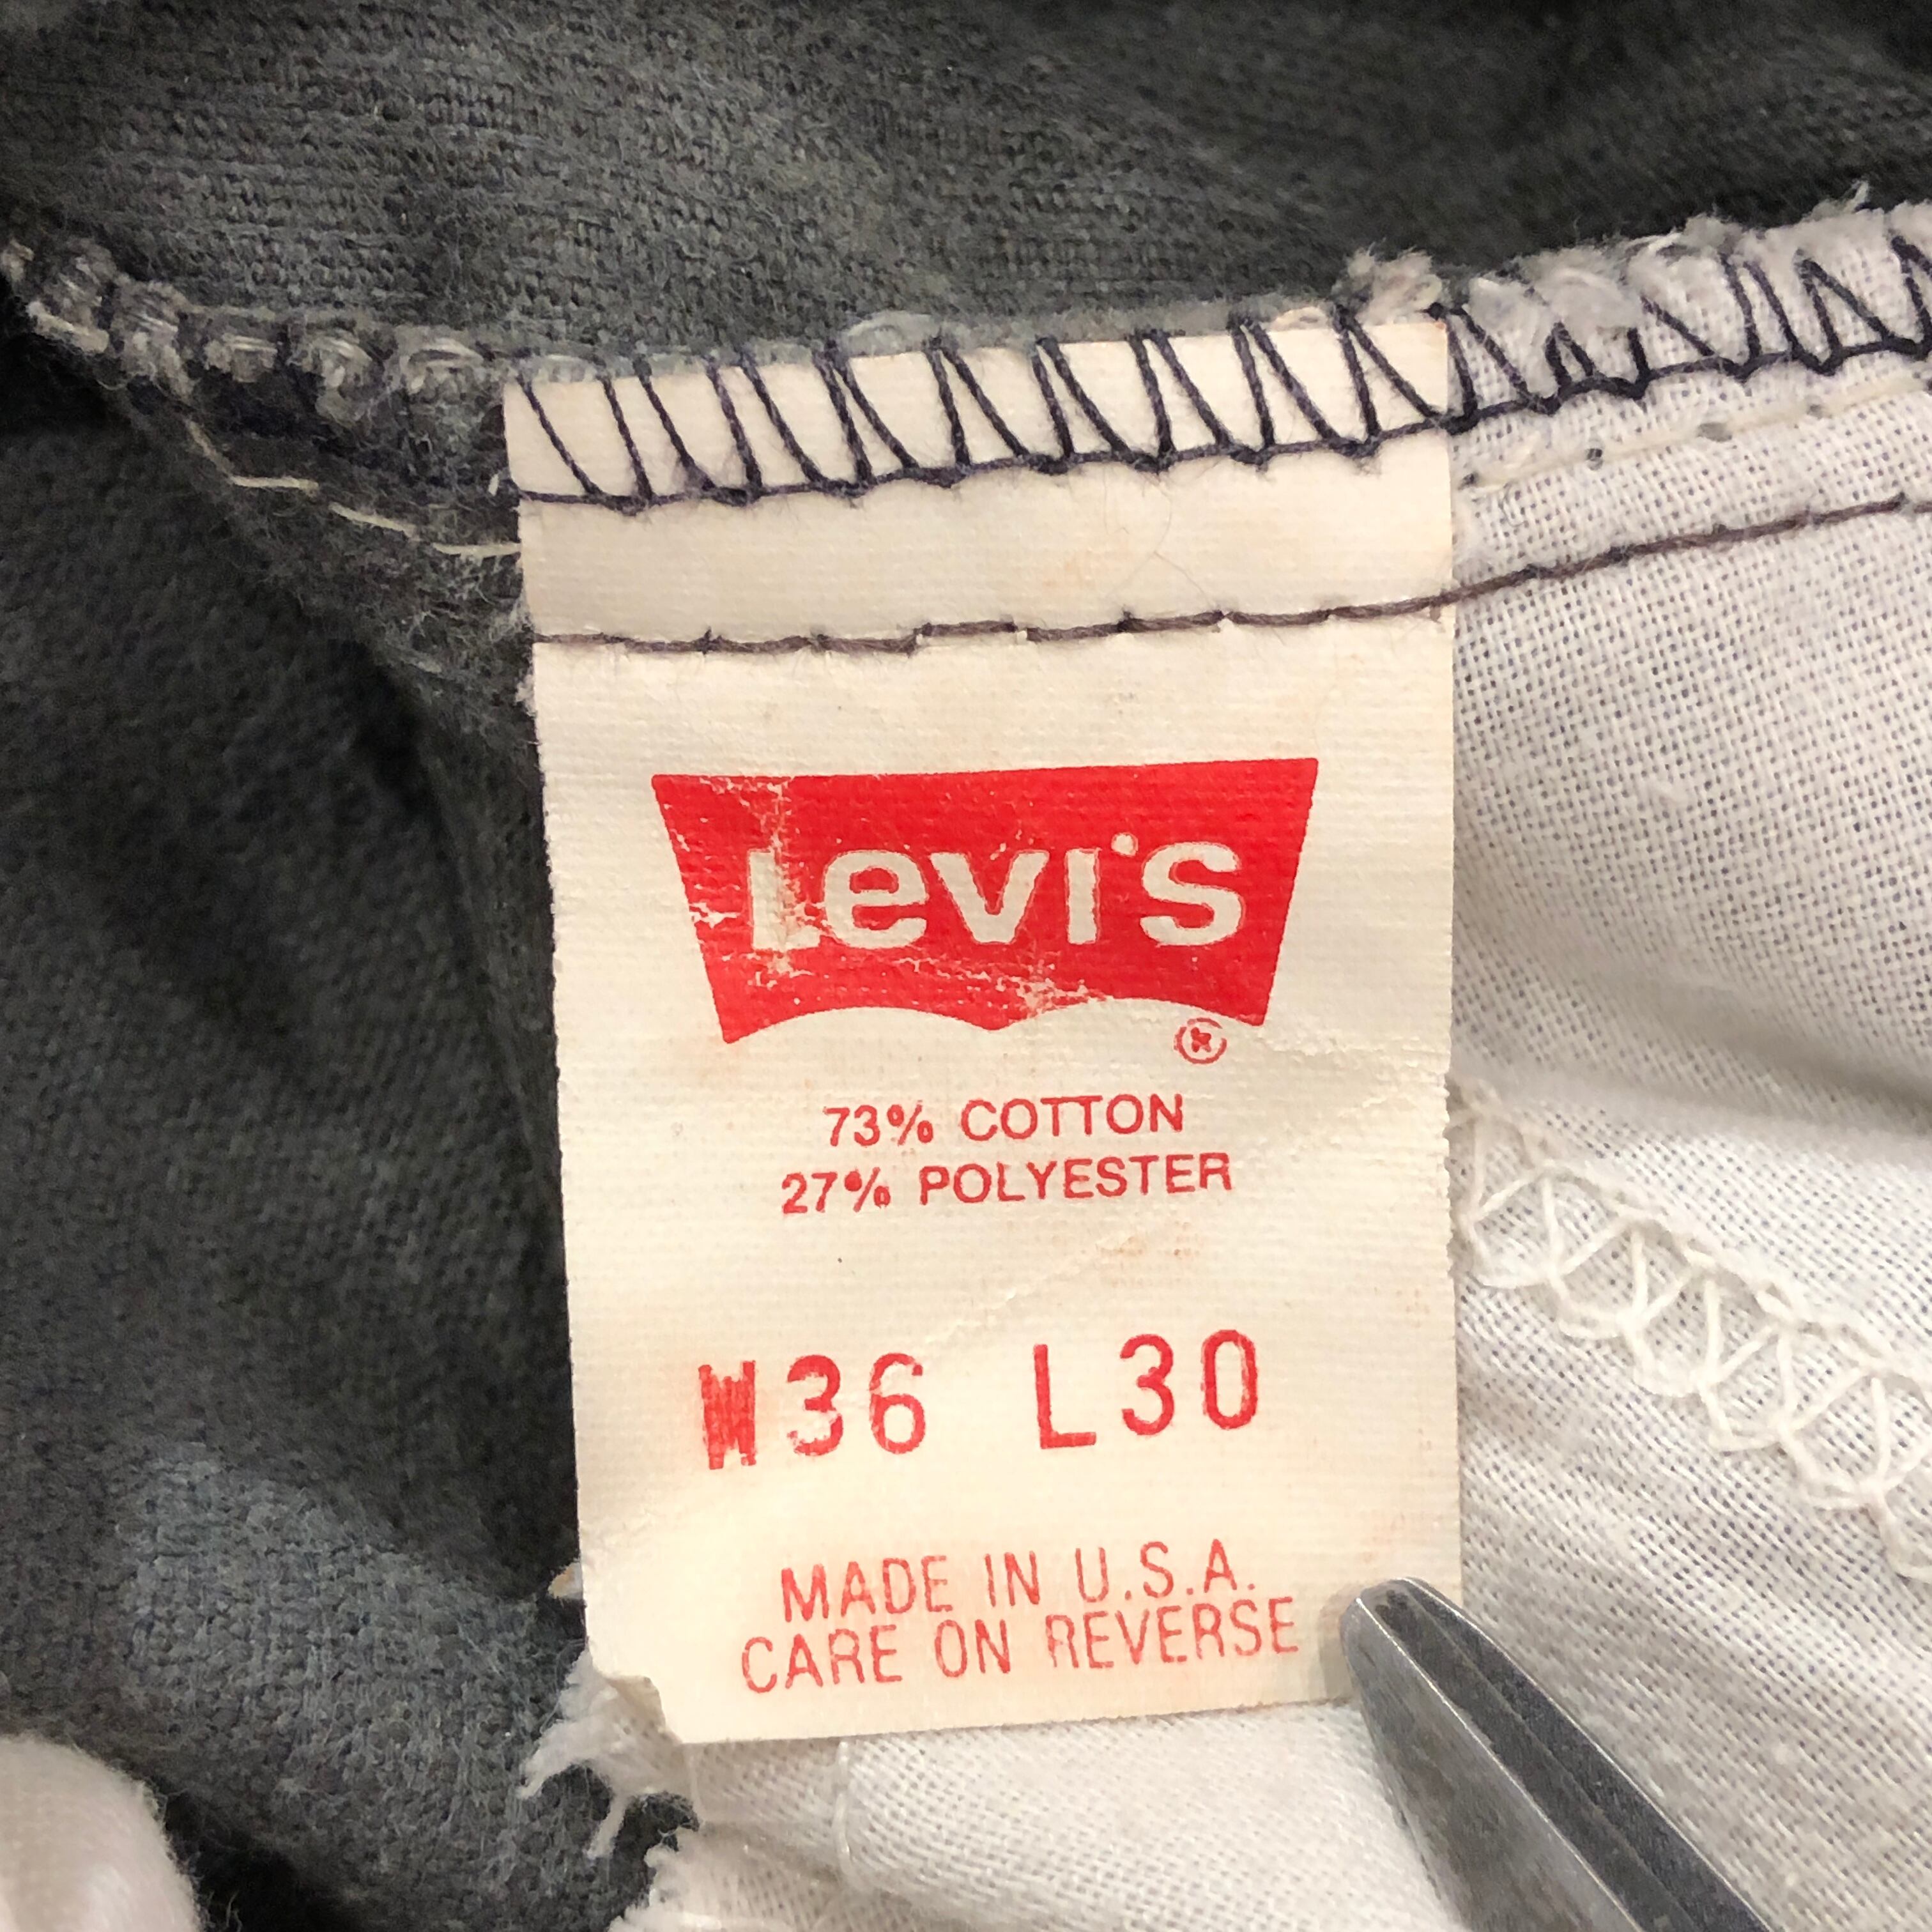 Levi's
®
73% COTTON
27% POLYESTER
W36 L30
MADE IN U.S.A.
CARE ON REVERSE